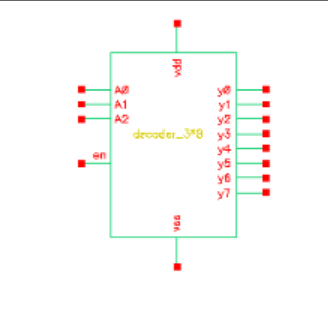 vdd
A0 y0
A1 y1
A2 y2
decoder_3*8 y3
y4
en y5
y6
y7
vss